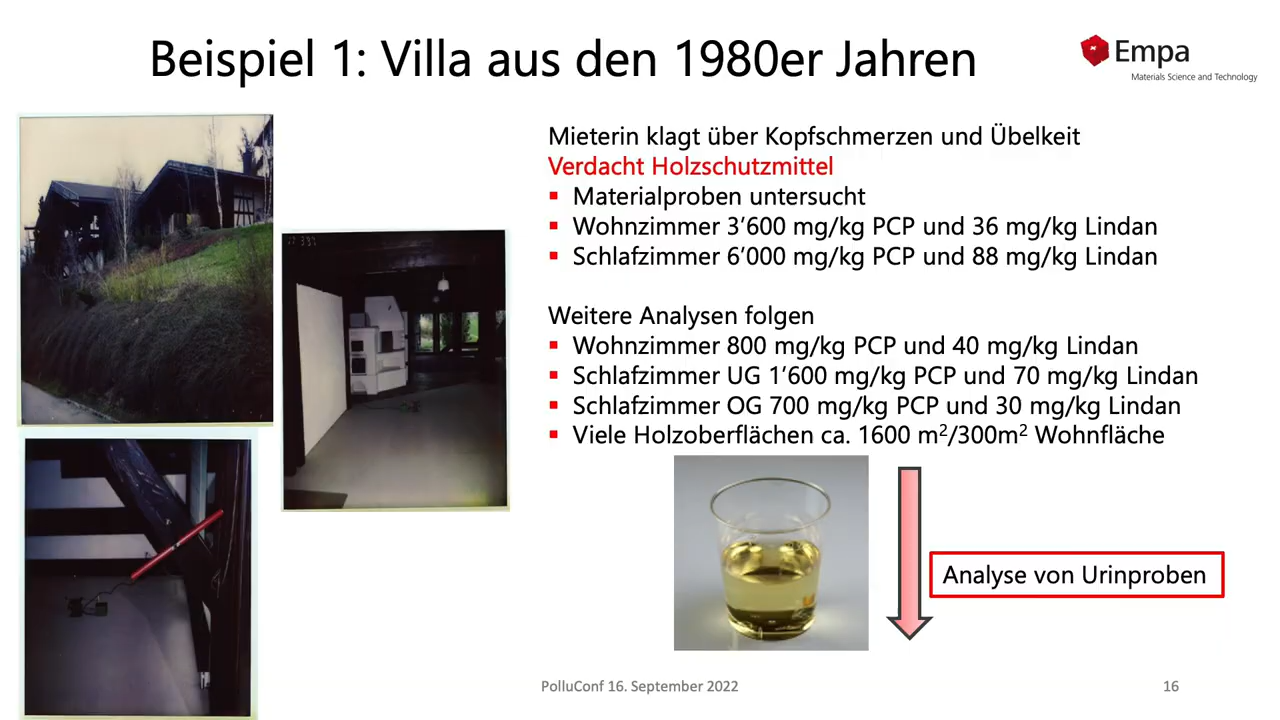 Beispiel 1: Villa aus den 1980er Jahren
Empa
Materials Science and Technology
Mieterin klagt über Kopfschmerzen und Übelkeit
Verdacht Holzschutzmittel
▪ Materialproben untersucht
▪ Wohnzimmer 3’600 mg/kg PCP und 36 mg/kg Lindan
▪ Schlafzimmer 6’000 mg/kg PCP und 88 mg/kg Lindan
Weitere Analysen folgen
▪ Wohnzimmer 800 mg/kg PCP und 40 mg/kg Lindan
▪ Schlafzimmer UG 1’600 mg/kg PCP und 70 mg/kg Lindan
▪ Schlafzimmer OG 700 mg/kg PCP und 30 mg/kg Lindan
▪ Viele Holzoberflächen ca. 1600 m²/300m² Wohnfläche
Analyse von Urinproben
PolluConf 16. September 2022
16